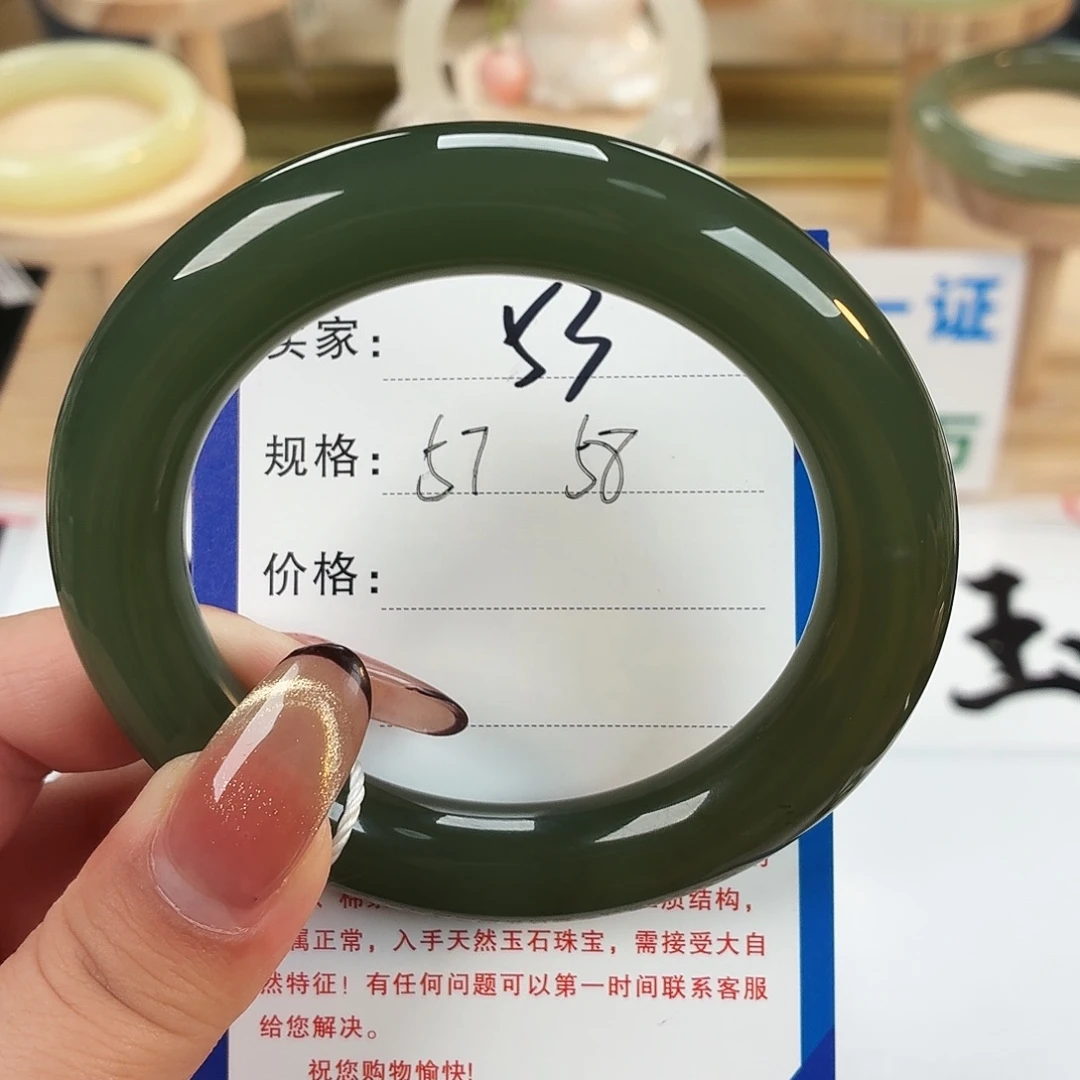 证
家：
规格： 57 58
价格：
玉
质结构，
属正常，入手天然玉石珠宝，需接受大自
然特征！有任何问题可以第一时间联系客服
给您解决。
祝您购物愉快!